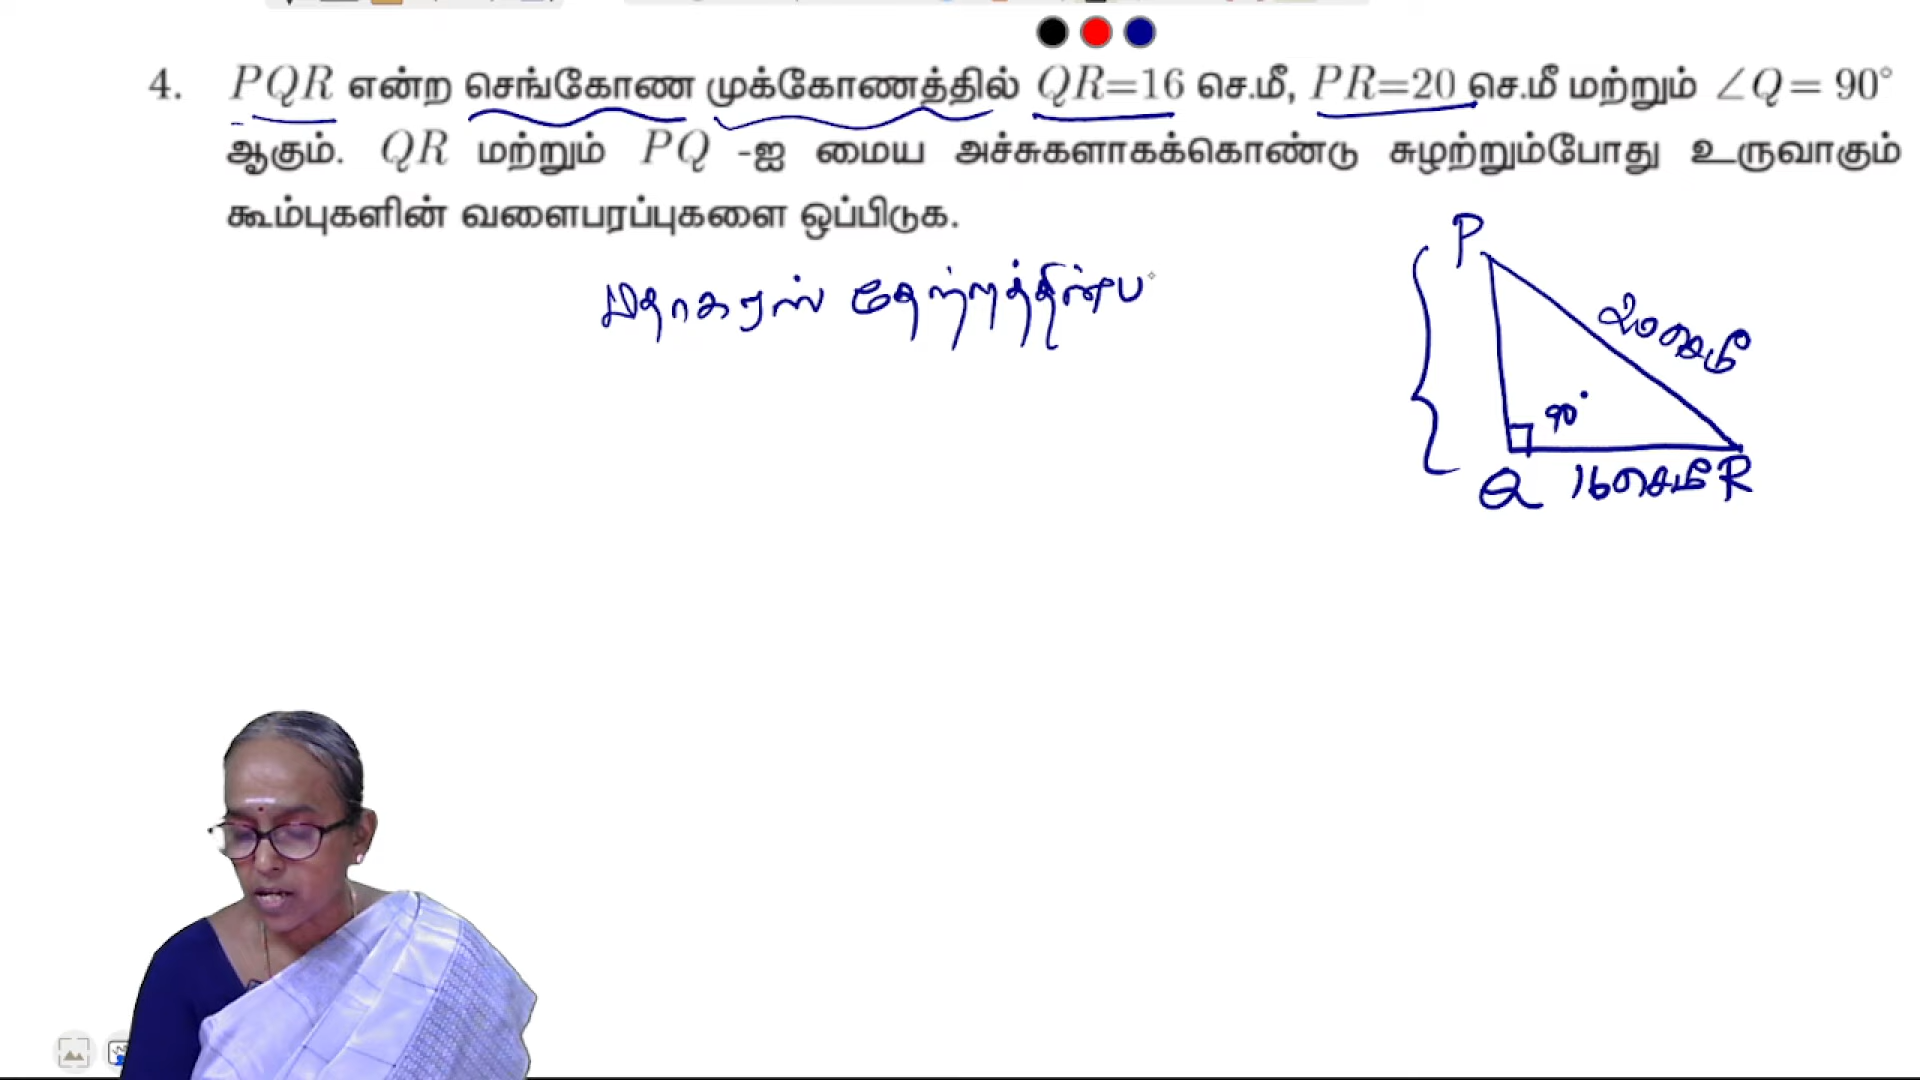 4. PQR என்ற செங்கோண முக்கோணத்தில் QR=16 செ.மீ, PR=20 செ.மீ மற்றும் ∠Q = 90°
ஆகும். QR மற்றும் PQ -ஐ மைய அச்சுகளாகக்கொண்டு சுழற்றும்போது உருவாகும்
கூம்புகளின் வளைபரப்புகளை ஒப்பிடுக.
பிதாகரஸ் தேற்றத்தின்ப
P
20 செமீ
90°
Q 16 செமீ R